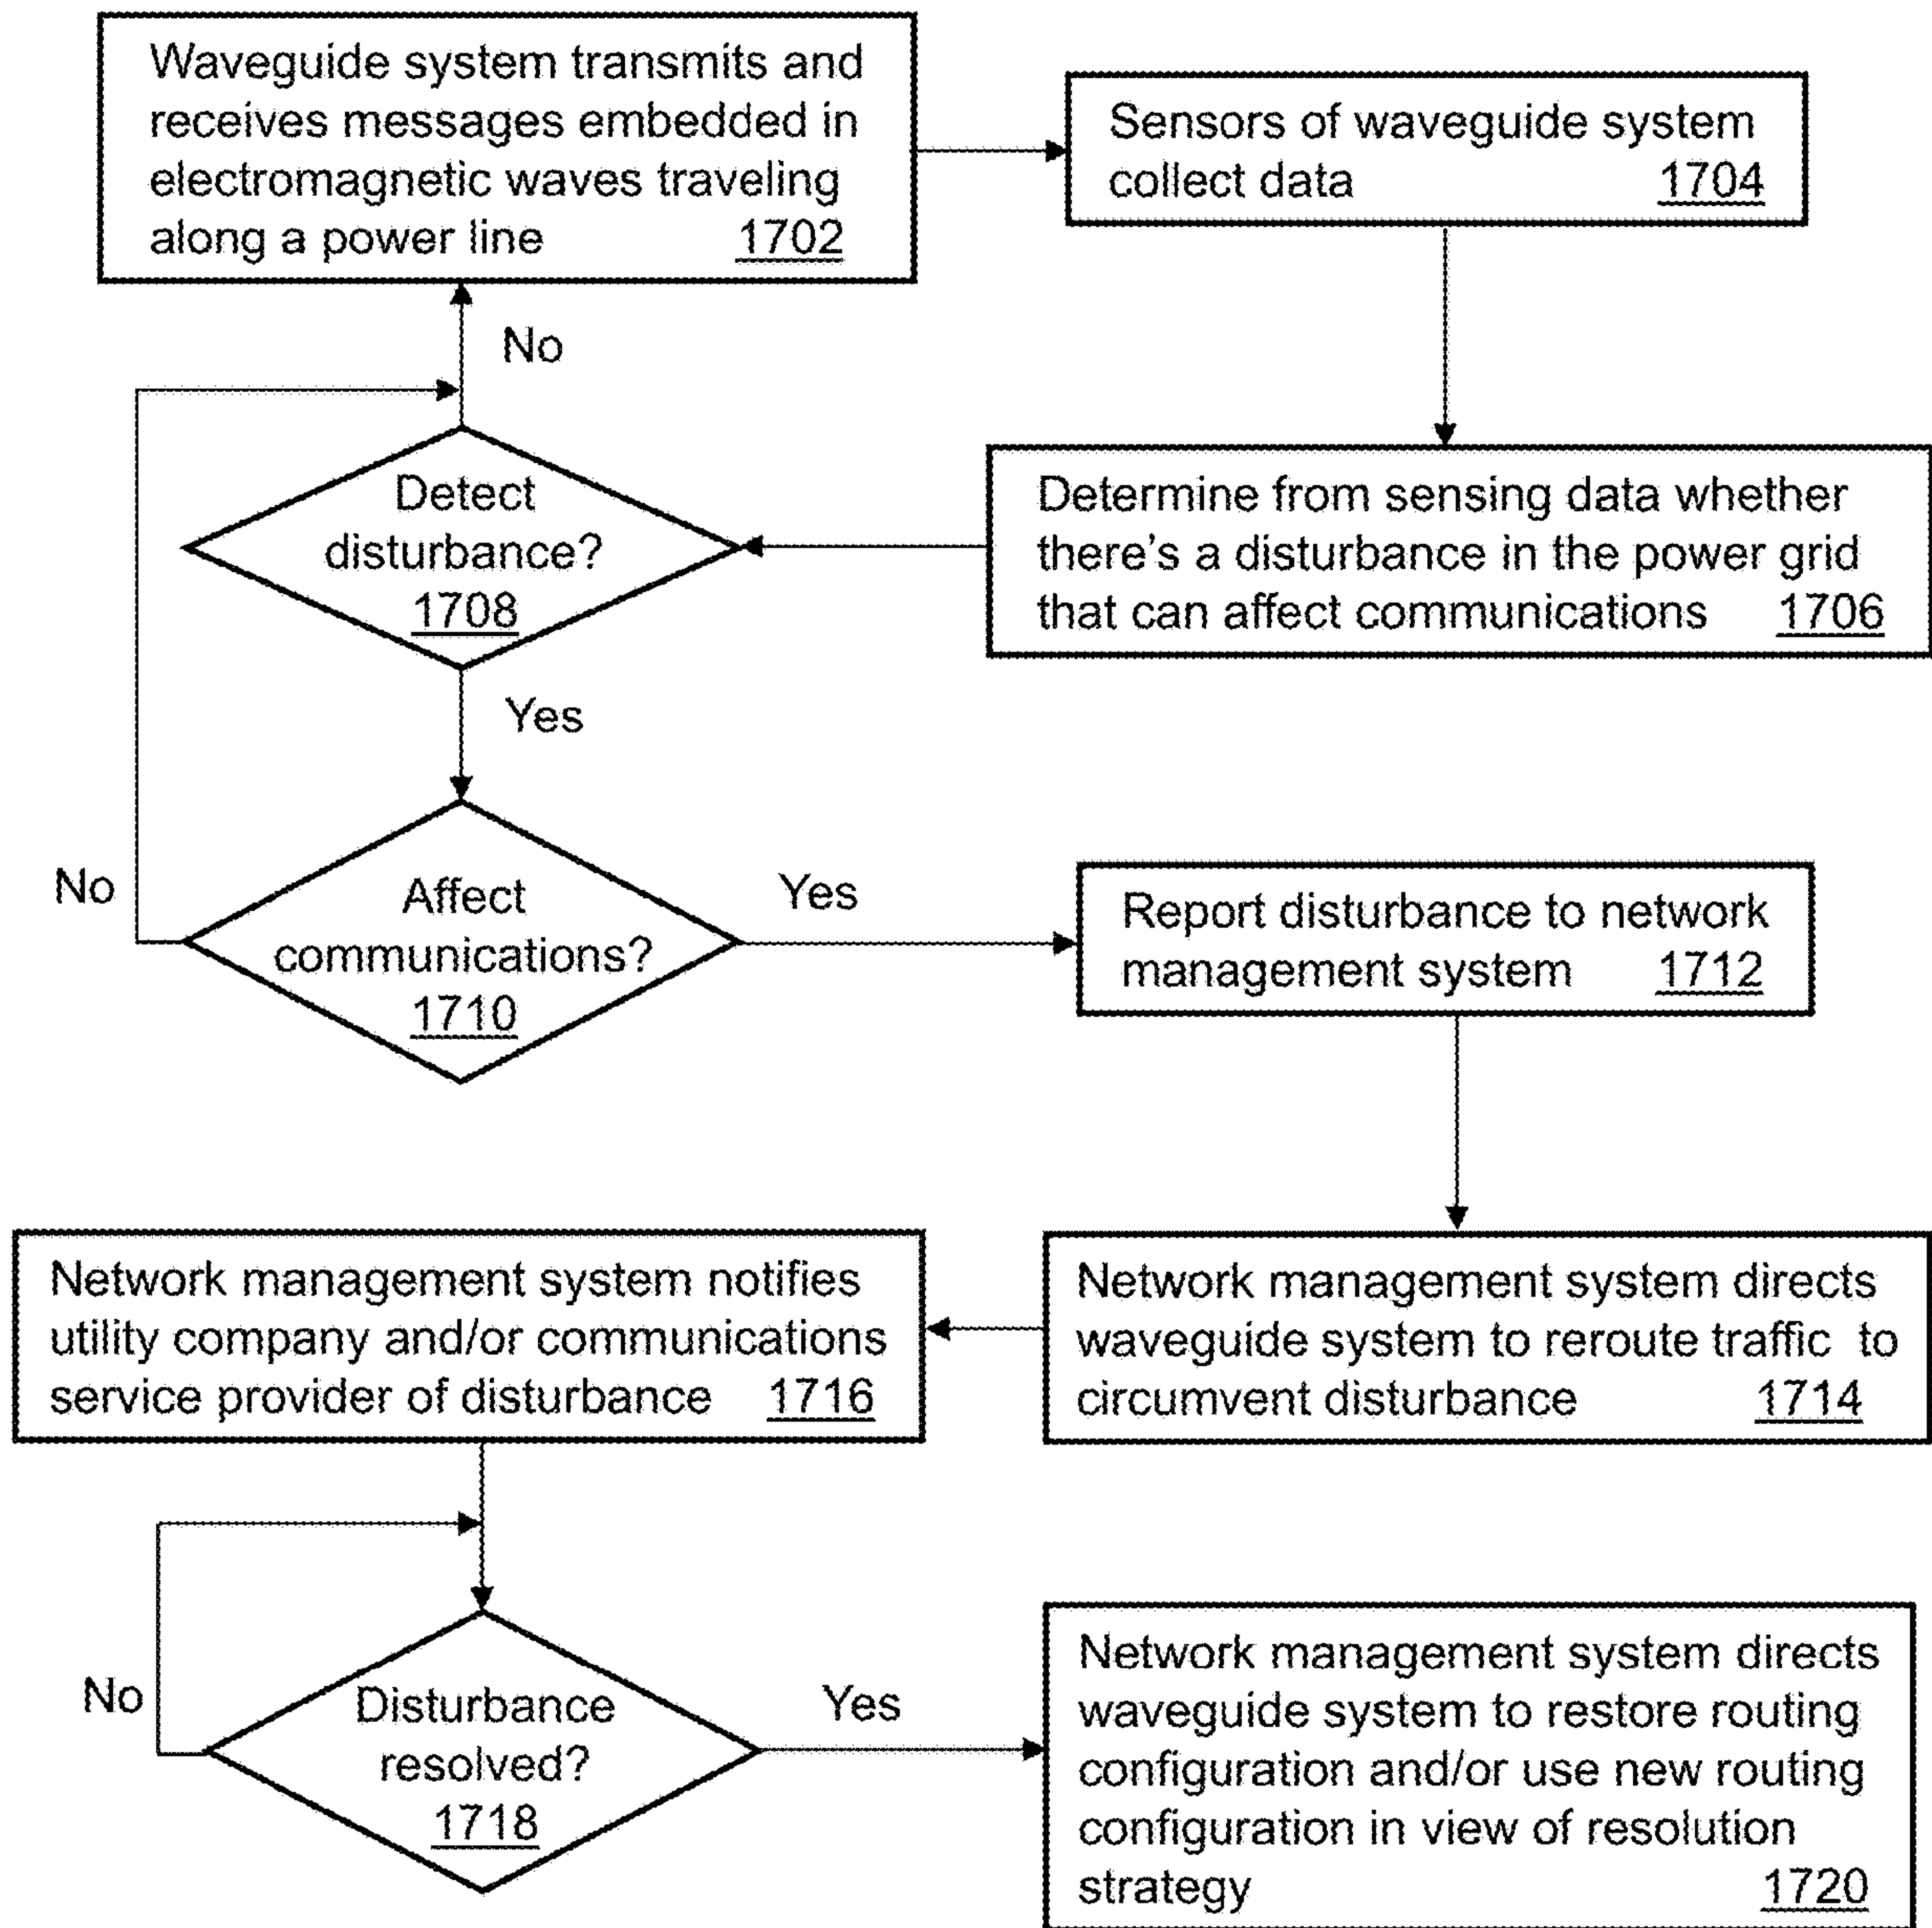 Waveguide system transmits and
receives messages embedded in
electromagnetic waves traveling
along a power line 1702
Sensors of waveguide system
collect data 1704
No
Detect
disturbance?
1708
Determine from sensing data whether
there's a disturbance in the power grid
that can affect communications 1706
Yes
No
Affect
communications?
1710
Yes
Report disturbance to network
management system 1712
Network management system notifies
utility company and/or communications
service provider of disturbance 1716
Network management system directs
waveguide system to reroute traffic to
circumvent disturbance 1714
No
Disturbance
resolved?
1718
Yes
Network management system directs
waveguide system to restore routing
configuration and/or use new routing
configuration in view of resolution
strategy 1720